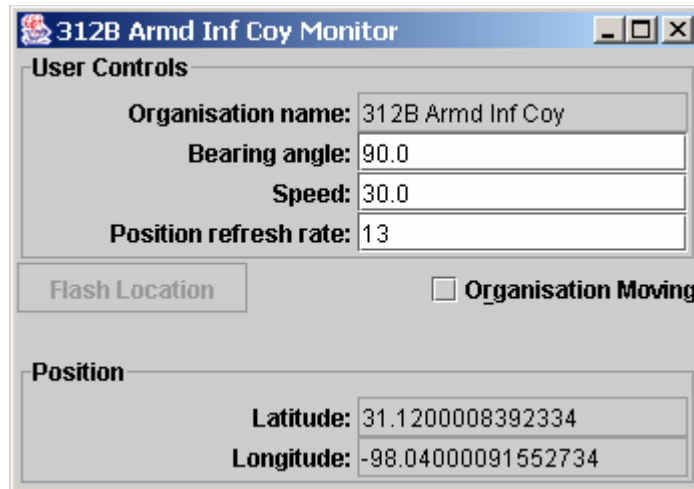 312B Armd Inf Coy Monitor
User Controls
Organisation name: 312B Armd Inf Coy
Bearing angle: 90.0
Speed: 30.0
Position refresh rate: 13
Flash Location Organisation Moving
Position
Latitude: 31.1200008392334
Longitude: -98.04000091552734